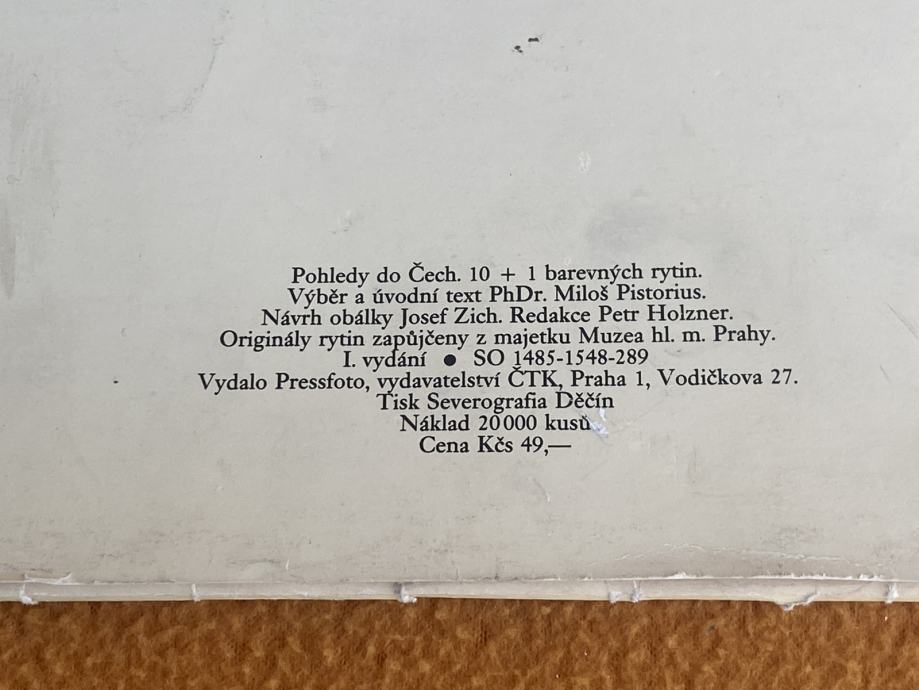 Pohledy do Čech. 10 + 1 barevných rytin.
Výběr a úvodní text PhDr. Miloš Pistorius.
Návrh obálky Josef Zich. Redakce Petr Holzner.
Originály rytin zapůjčeny z majetku Muzea hl. m. Prahy.
I. vydání ● SO 1485-1548-289
Vydalo Pressfoto, vydavatelství ČTK, Praha 1, Vodičkova 27.
Tisk Severografia Děčín
Náklad 20 000 kusů
Cena Kčs 49,—